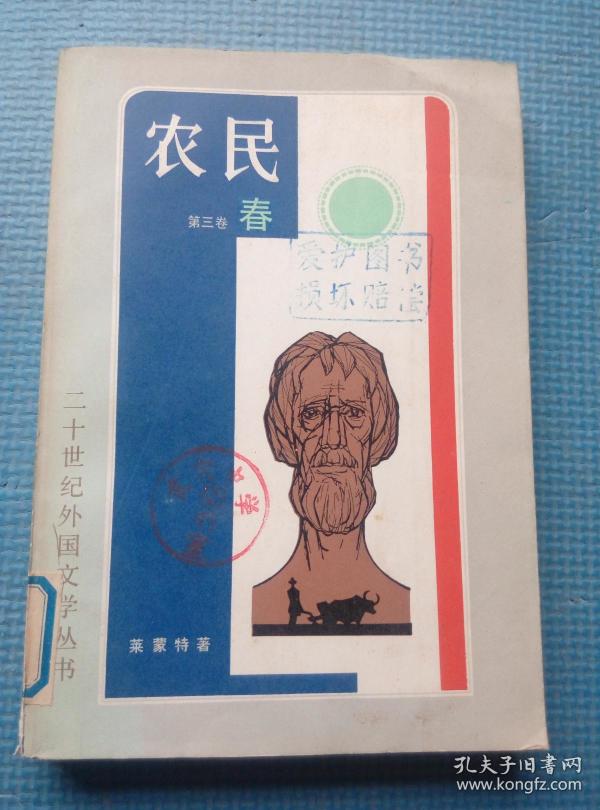 农民
第三卷 春
爱护图书
损坏赔偿
二十世纪外国文学丛书
莱蒙特著
孔夫子旧书网
www.kongfz.com